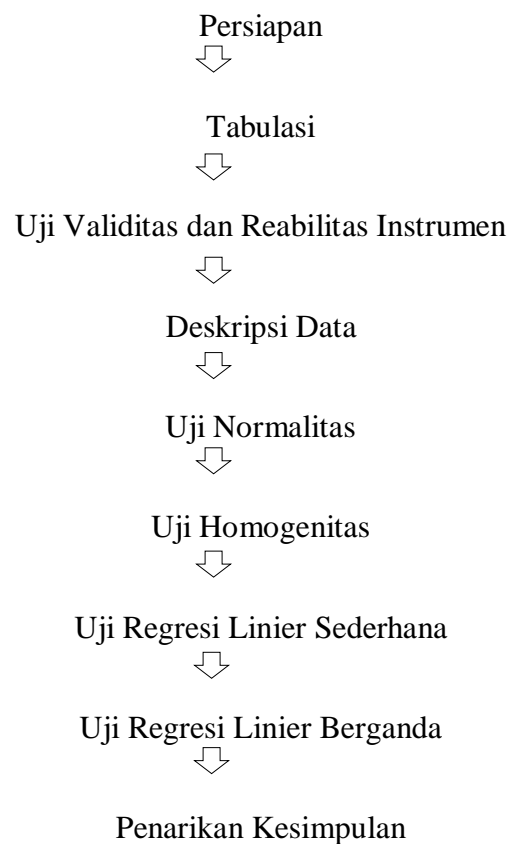 Persiapan
Tabulasi
Uji Validitas dan Reabilitas Instrumen
Deskripsi Data
Uji Normalitas
Uji Homogenitas
Uji Regresi Linier Sederhana
Uji Regresi Linier Berganda
Penarikan Kesimpulan